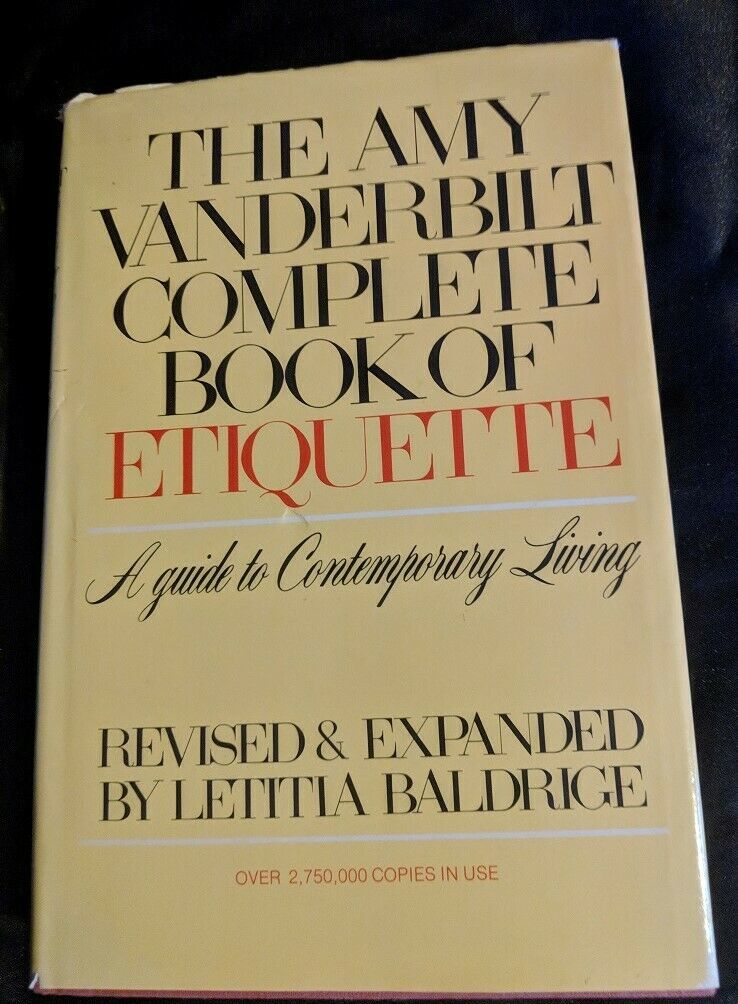 THE AMY
VANDERBILT
COMPLETE
BOOK OF
ETIQUETTE
A guide to Contemporary Living
REVISED & EXPANDED
BY LETITIA BALDRIGE
OVER 2,750,000 COPIES IN USE